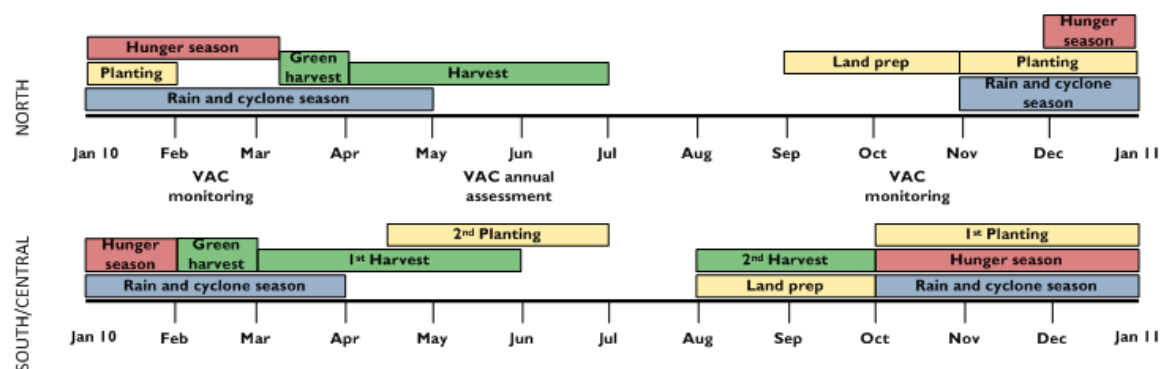 Hunger
season
Hunger season
Green
harvest
Planting
Harvest
Land prep
Planting
Rain and cyclone season
Rain and cyclone
season
NORTH
Jan 10 Feb Mar Apr May Jun Jul Aug Sep Oct Nov Dec Jan 11
VAC
monitoring
VAC annual
assessment
VAC
monitoring
2nd Planting
1st Planting
Hunger
season
Green
harvest
1st Harvest
2nd Harvest
Hunger season
Rain and cyclone season
Land prep
Rain and cyclone season
SOUTH/CENTRAL
Jan 10 Feb Mar Apr May Jun Jul Aug Sep Oct Nov Dec Jan 11